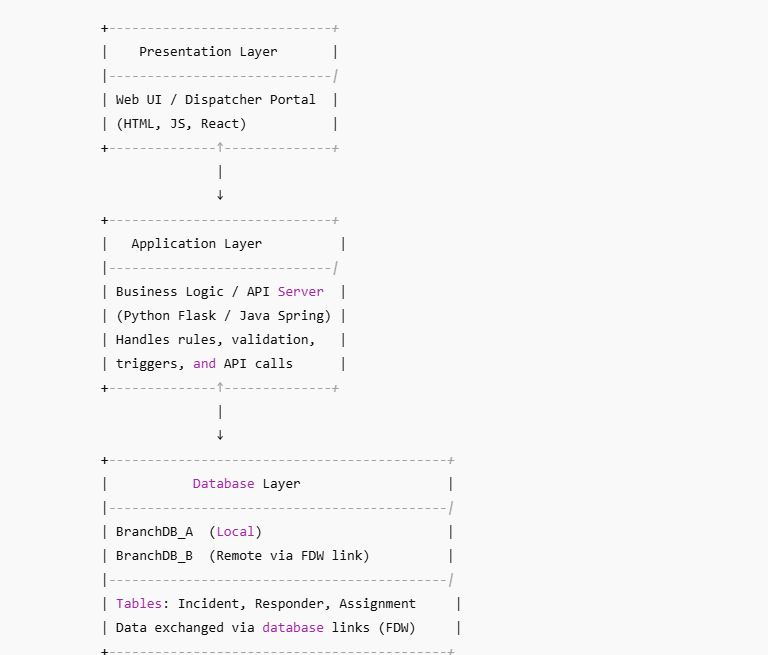 +-----------------------------+
|    Presentation Layer       |
|-----------------------------/
| Web UI / Dispatcher Portal  |
| (HTML, JS, React)           |
+--------------↑--------------+
               |
               ↓
+-----------------------------+
|   Application Layer          |
|-----------------------------/
| Business Logic / API Server  |
| (Python Flask / Java Spring) |
| Handles rules, validation,   |
| triggers, and API calls      |
+--------------↑--------------+
               |
               ↓
+--------------------------------------------+
|           Database Layer                   |
|--------------------------------------------/
| BranchDB_A  (Local)                        |
| BranchDB_B  (Remote via FDW link)          |
|--------------------------------------------/
| Tables: Incident, Responder, Assignment     |
| Data exchanged via database links (FDW)     |
+--------------------------------------------+